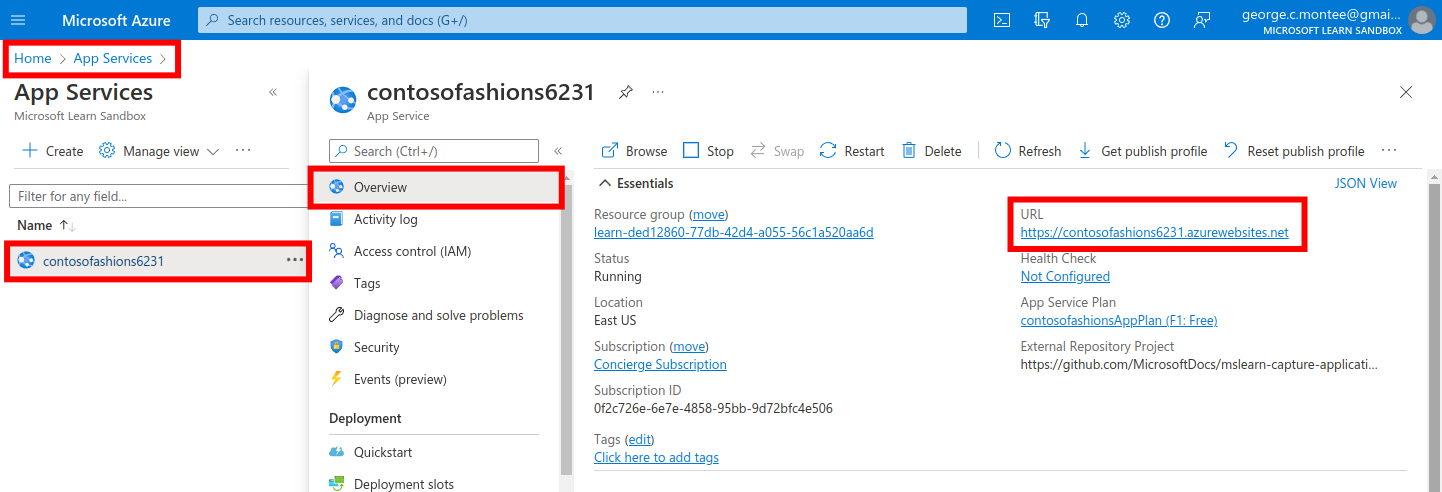 Microsoft Azure
Search resources, services, and docs (G+/)
george.c.montee@gmai...
MICROSOFT LEARN SANDBOX
Home > App Services >
App Services
Microsoft Learn Sandbox
Create
Manage view
...
Filter for any field...
Name
contosofashions6231
...
contosofashions6231
...
App Service
Search (Ctrl+/)
Overview
Activity log
Access control (IAM)
Tags
Diagnose and solve problems
Security
Events (preview)
Deployment
Quickstart
Deployment slots
Browse
Stop
Swap
Restart
Delete
Refresh
Get publish profile
Reset publish profile
...
Essentials
JSON View
Resource group (move)
learn-ded12860-77db-42d4-a055-56c1a520aa6d
Status
Running
Location
East US
Subscription (move)
Concierge Subscription
Subscription ID
0f2c726e-6e7e-4858-95bb-9d72bfc4e506
Tags (edit)
Click here to add tags
URL
https://contosofashions6231.azurewebsites.net
Health Check
Not Configured
App Service Plan
contosofashionsAppPlan (F1: Free)
External Repository Project
https://github.com/MicrosoftDocs/mslearn-capture-applicati...